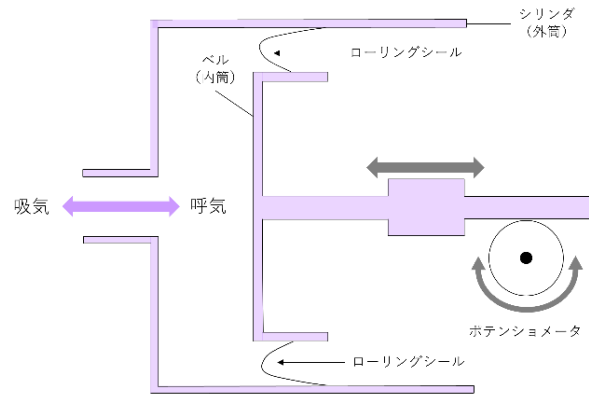 シリンダ
(外筒)
ローリングシール
ベル
(内筒)
吸気
呼気
ポテンショメータ
ローリングシール